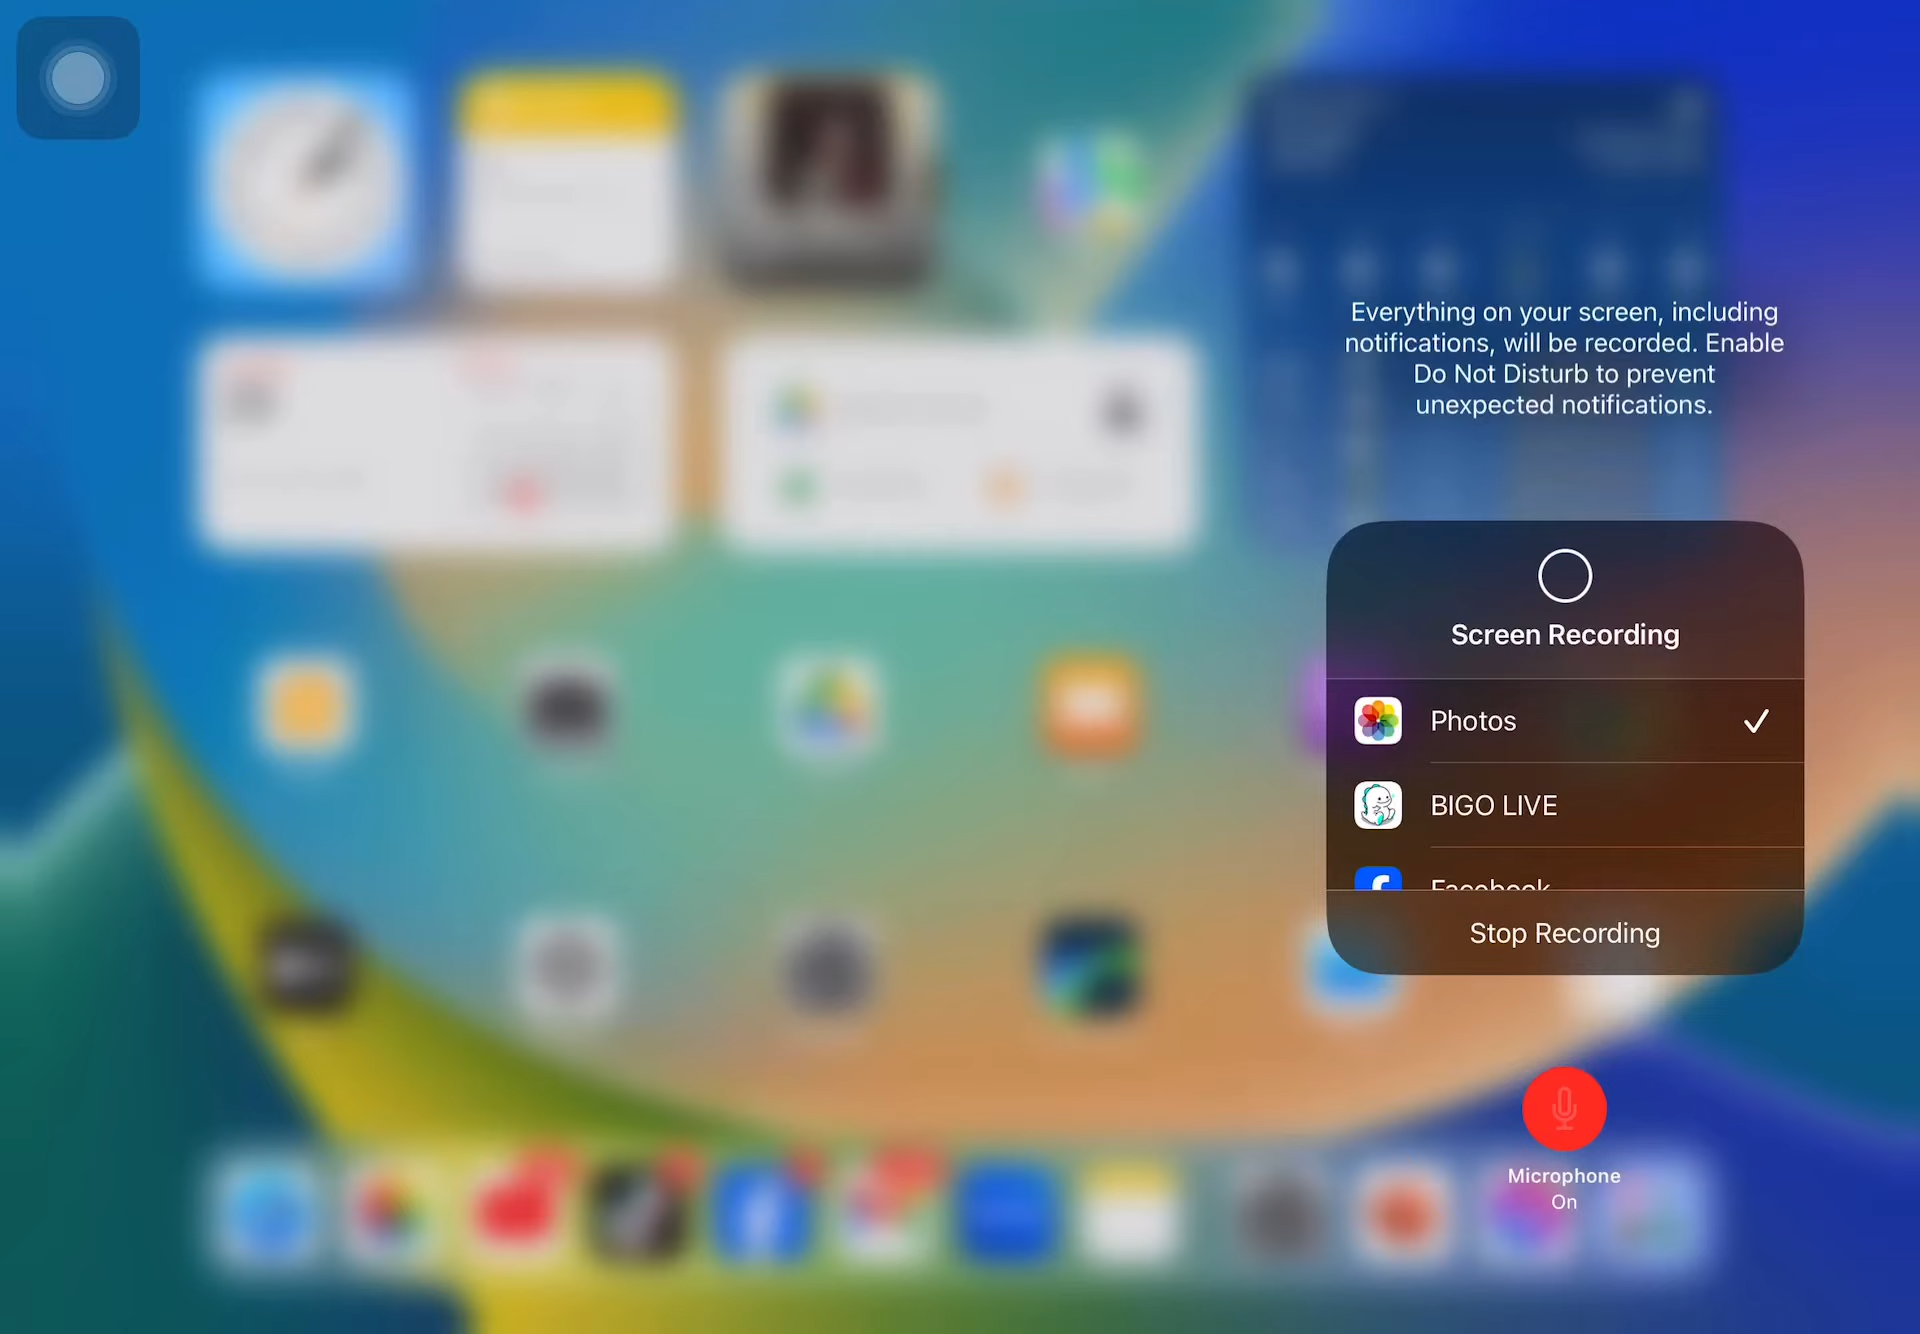 Everything on your screen, including
notifications, will be recorded. Enable
Do Not Disturb to prevent
unexpected notifications.
Screen Recording
Photos
BIGO LIVE
Facebook
Stop Recording
Microphone
On